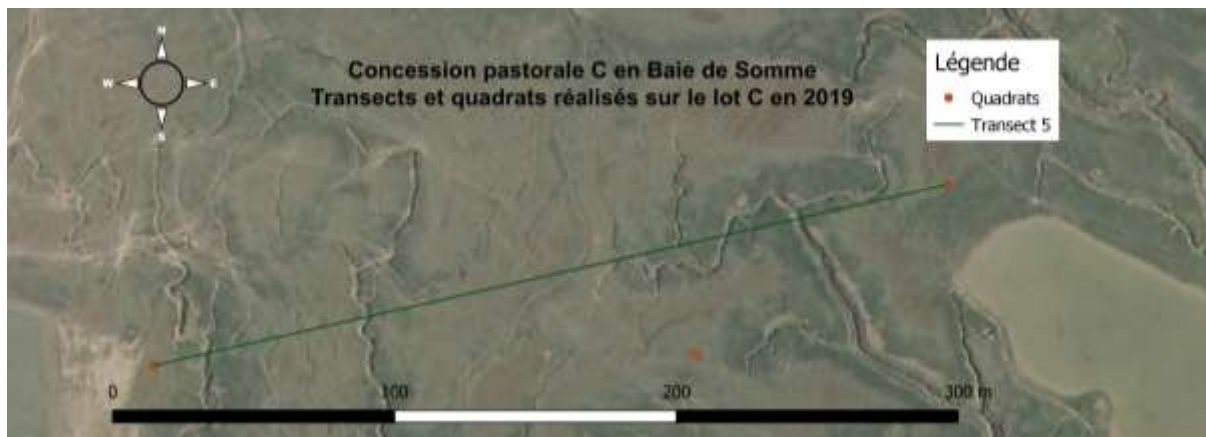 N
W
E
S
Concession pastorale C en Baie de Somme
Transects et quadrats réalisés sur le lot C en 2019
Légende
Quadrats
Transect 5
0
100
200
300 m